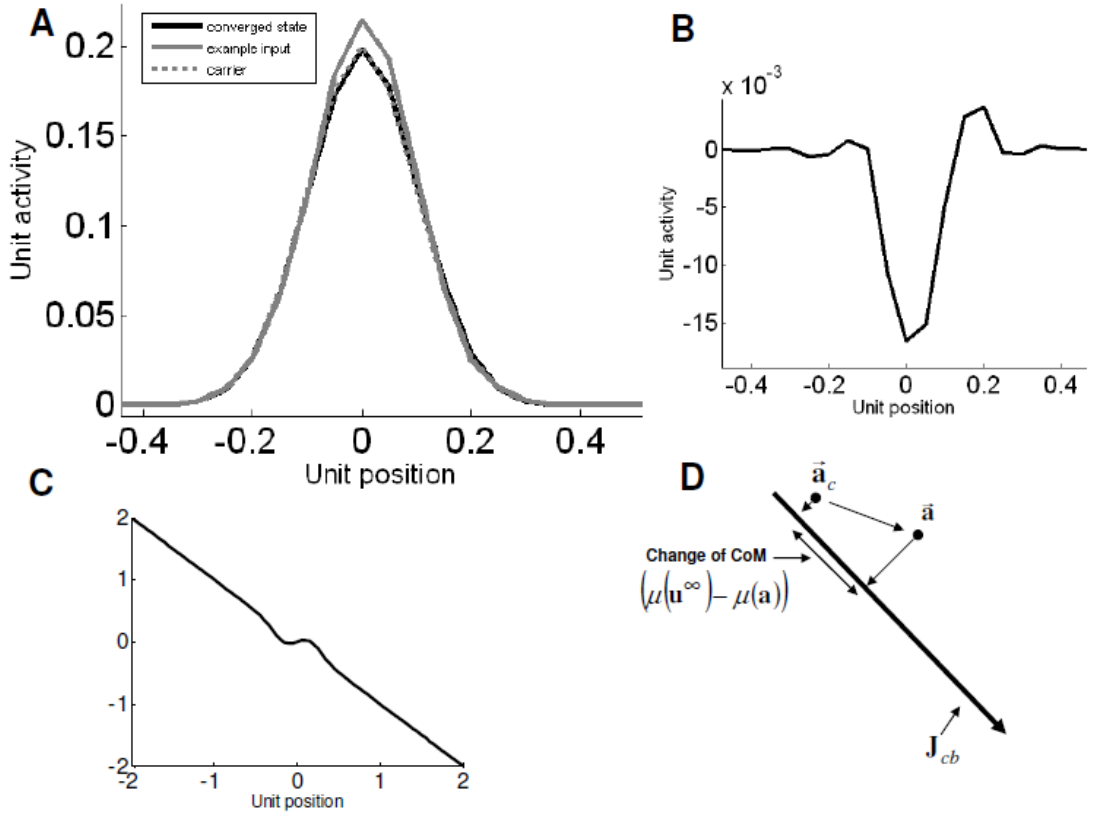 A
converged state
example input
carrier
0.2
0.15
0.1
0.05
0
Unit activity
-0.4 -0.2 0 0.2 0.4
Unit position
B
x 10⁻³
0
-5
-10
-15
Unit activity
-0.4 -0.2 0 0.2 0.4
Unit position
C
2
1
0
-1
-2
-2 -1 0 1 2
Unit position
D
a⃗_c
a⃗
Change of CoM
(μ(u^∞)− μ(a))
J_cb